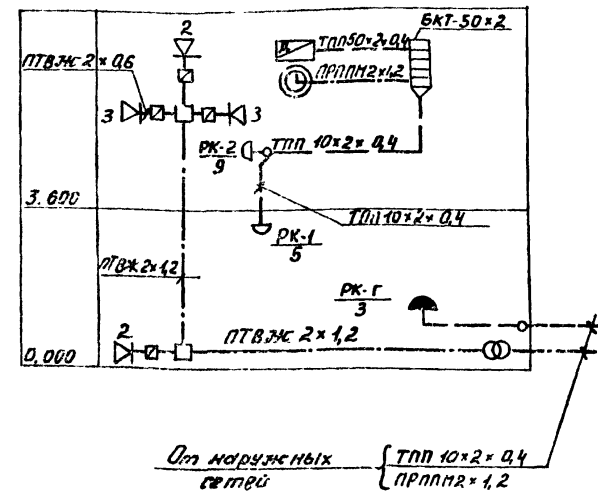 2
БКТ-50×2
ТПП50×2×0,4
ПТВЖ 2×0,6
ПРППМ2×1,2
3
3
РК-2
9
ТПП 10×2×0,4
3.600
ТПП10×2×0,4
РК-1
5
ПТВЖ 2×1,2
РК-Г
3
2
ПТВЖ 2×1,2
0,000
От наружных
сетей
ТПП 10×2×0,4
ПРППМ2×1,2